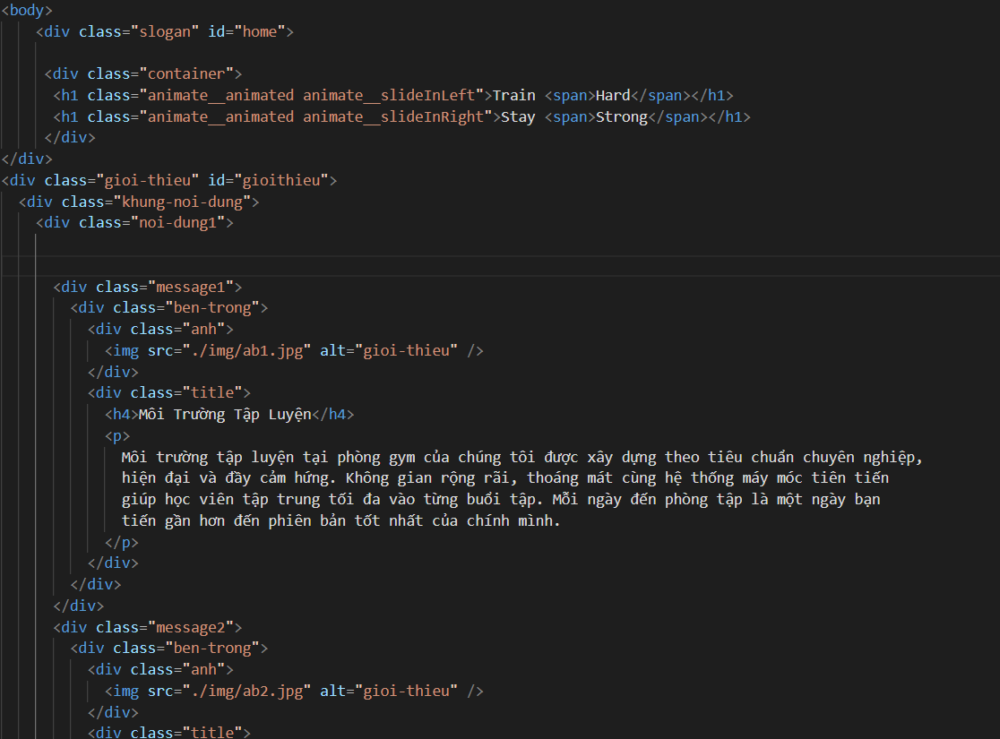 <body>
<div class="slogan" id="home">
<div class="container">
<h1 class="animate__animated animate__slideInLeft">Train <span>Hard</span></h1>
<h1 class="animate__animated animate__slideInRight">Stay <span>Strong</span></h1>
</div>
</div>
<div class="gioi-thieu" id="gioithieu">
<div class="khung-noi-dung">
<div class="noi-dung1">
<div class="message1">
<div class="ben-trong">
<div class="anh">
<img src="./img/ab1.jpg" alt="gioi-thieu" />
</div>
<div class="title">
<h4>Môi Trường Tập Luyện</h4>
<p>
Môi trường tập luyện tại phòng gym của chúng tôi được xây dựng theo tiêu chuẩn chuyên nghiệp,
hiện đại và đầy cảm hứng. Không gian rộng rãi, thoáng mát cùng hệ thống máy móc tiên tiến
giúp học viên tập trung tối đa vào từng buổi tập. Mỗi ngày đến phòng tập là một ngày bạn
tiến gần hơn đến phiên bản tốt nhất của chính mình.
</p>
</div>
</div>
</div>
<div class="message2">
<div class="ben-trong">
<div class="anh">
<img src="./img/ab2.jpg" alt="gioi-thieu" />
</div>
<div class="title">